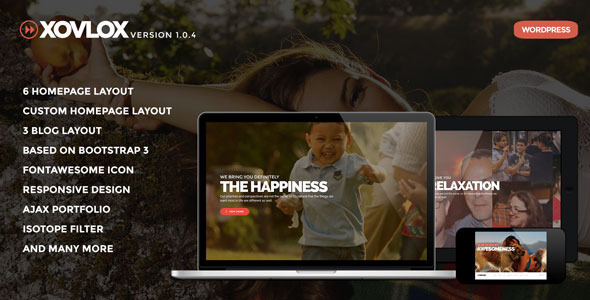 XOVLOX VERSION 1.0.4
WORDPRESS
6 HOMEPAGE LAYOUT
CUSTOM HOMEPAGE LAYOUT
3 BLOG LAYOUT
BASED ON BOOTSTRAP 3
FONTAWESOME ICON
RESPONSIVE DESIGN
AJAX PORTFOLIO
ISOTOPE FILTER
AND MANY MORE
WE BRING YOU DEFINITELY
THE HAPPINESS
RELAXATION
AWESOMENESS